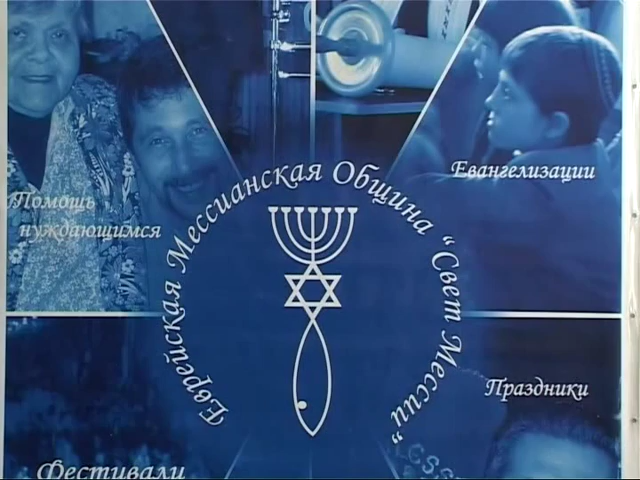 Еврейская Мессианская Община "Свет Мессии"
Помощь
нуждающимся
Евангелизации
Праздники
Фестивали